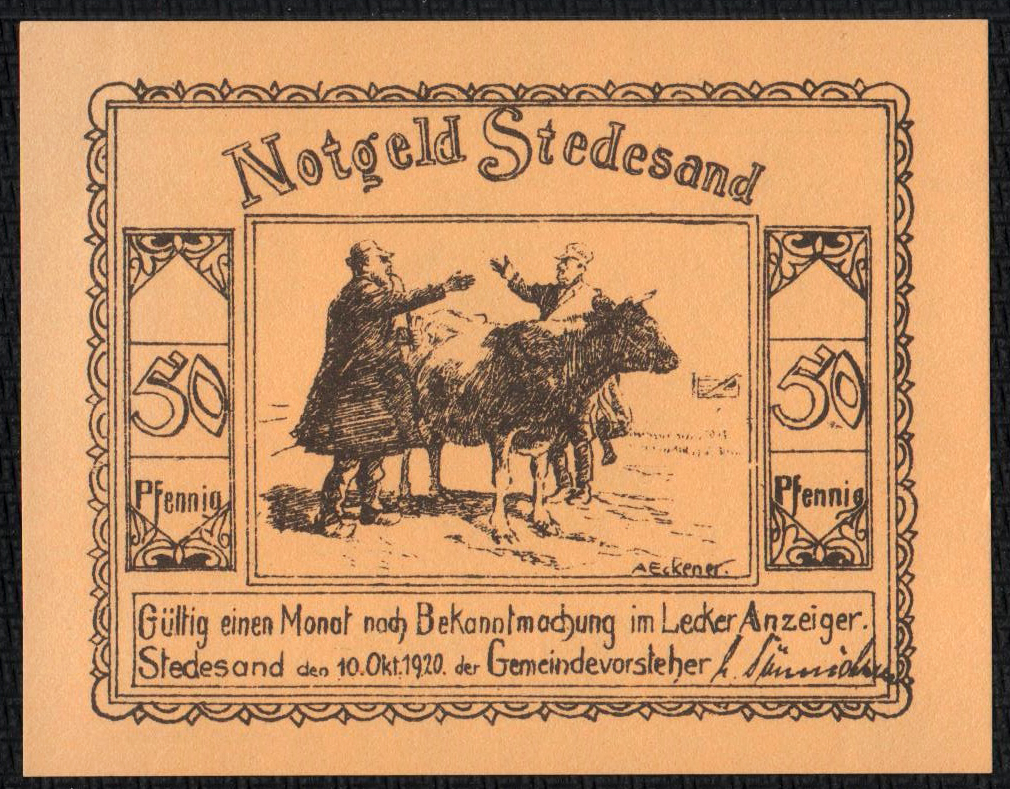 Notgeld Stedesand
50
Pfennig
50
Pfennig
AEckener.
Gültig einen Monat nach Bekanntmachung im Lecker Anzeiger.
Stedesand den 10. Okt. 1920. der Gemeindevorsteher